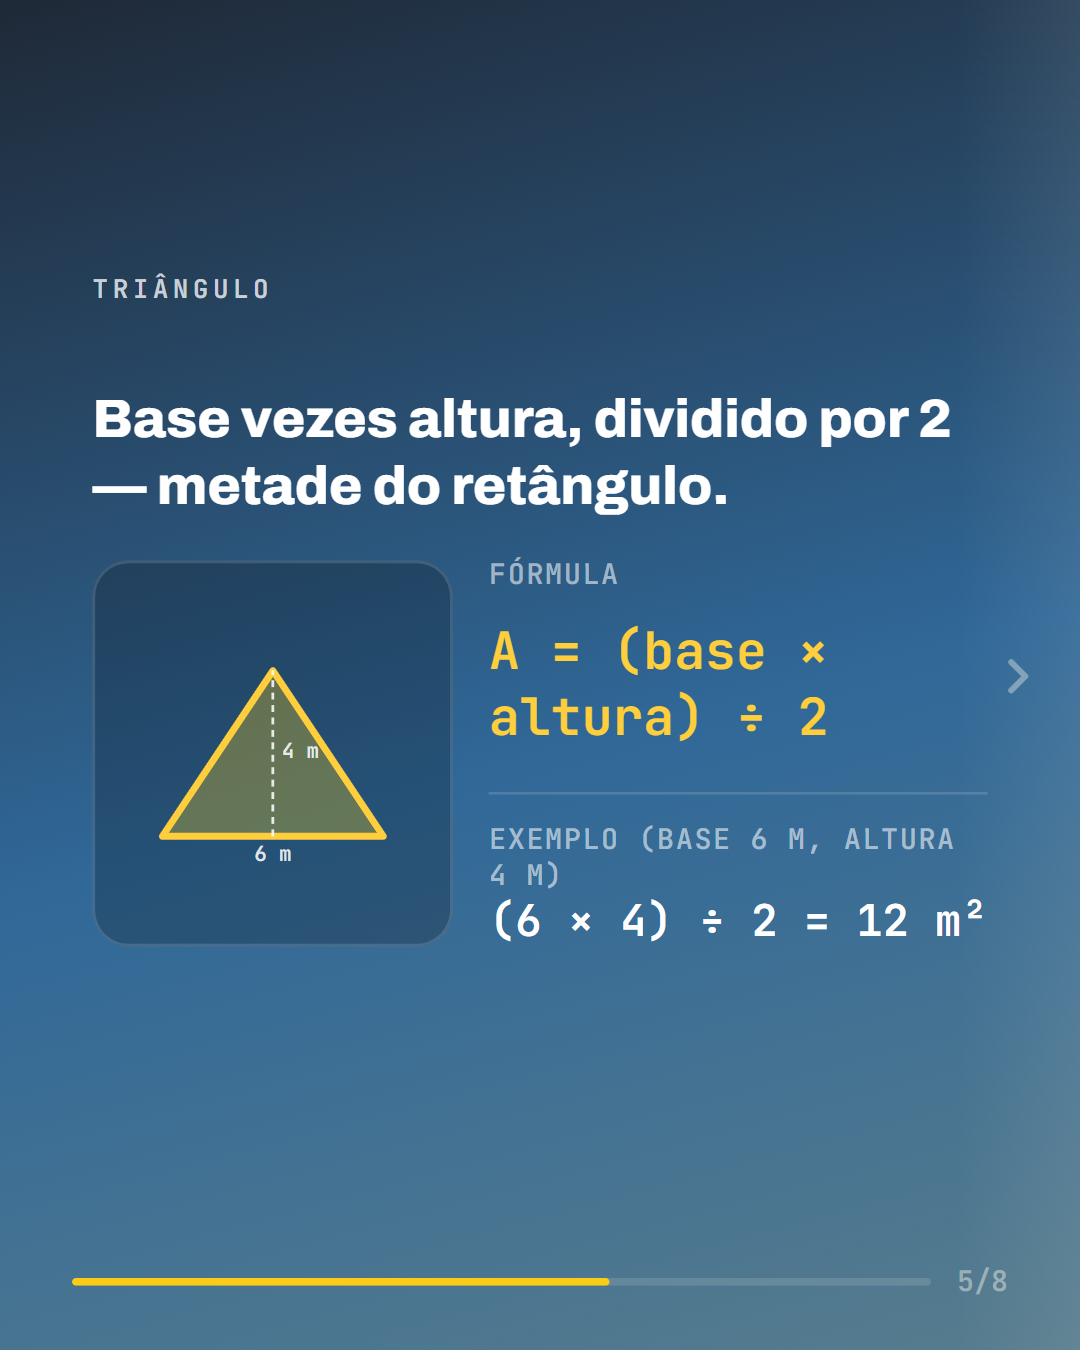 TRIÂNGULO
Base vezes altura, dividido por 2
— metade do retângulo.
4 m
6 m
FÓRMULA
A = (base ×
altura) ÷ 2
EXEMPLO (BASE 6 M, ALTURA
4 M)
(6 × 4) ÷ 2 = 12 m²
5/8